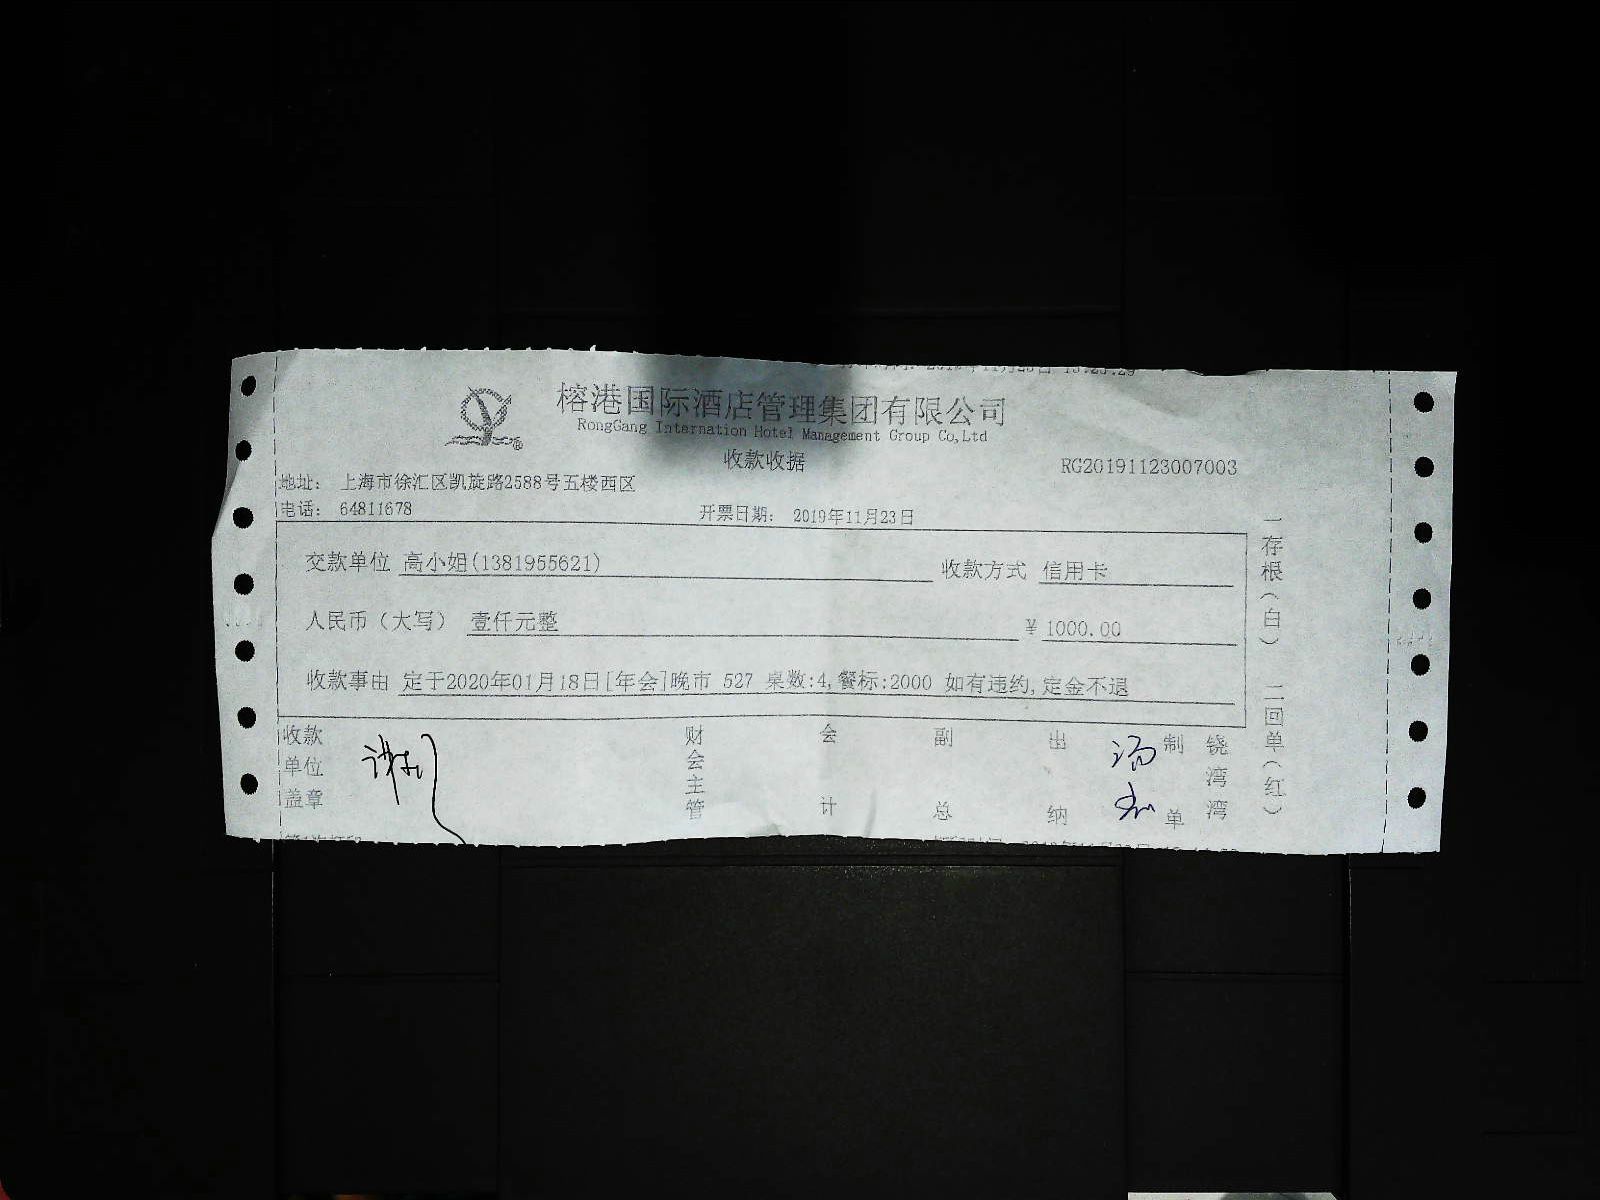 榕港国际酒店管理集团有限公司
RongGang Internation Hotel Management Group Co,Ltd
收款收据
RG20191123007003
地址： 上海市徐汇区凯旋路2588号五楼西区
电话： 64811678
开票日期： 2019年11月23日
交款单位 高小姐(1381955621) 收款方式 信用卡
人民币（大写） 壹仟元整 ¥ 1000.00
收款事由 定于2020年01月18日[年会]晚市 527 桌数:4,餐标:2000 如有违约,定金不退
收款单位盖章
财会主管
会计
副总
出纳
制单
饶湾湾
一存根（白）
二回单（红）